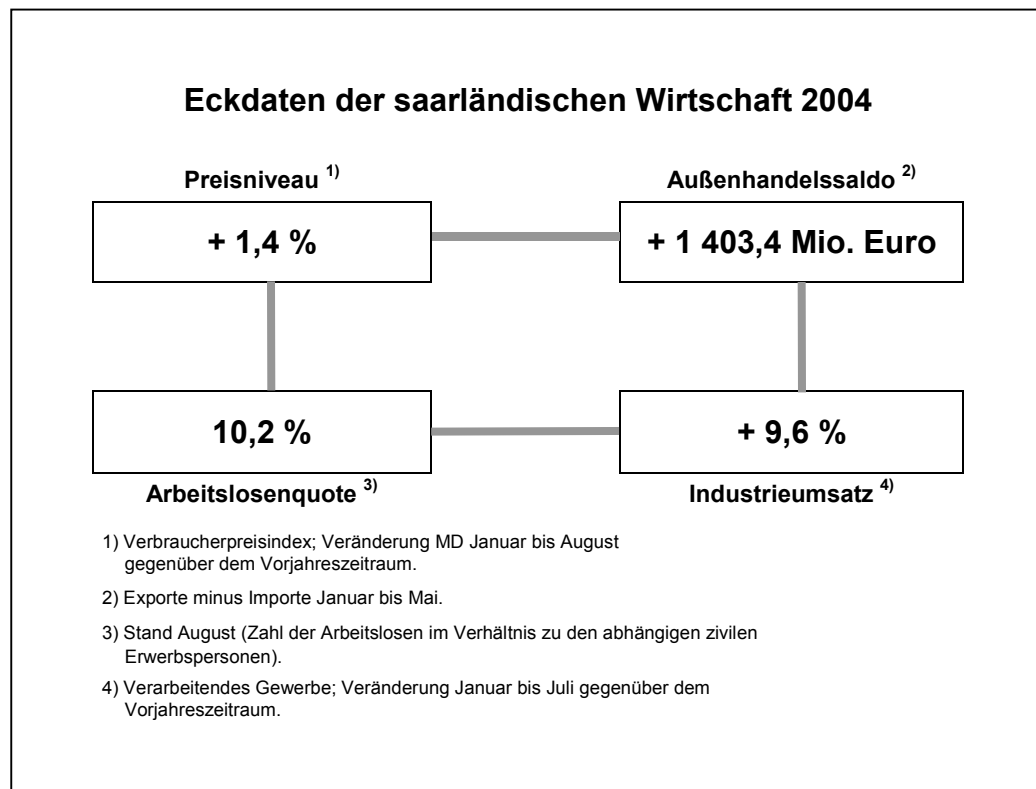 Eckdaten der saarländischen Wirtschaft 2004
Preisniveau 1)
Außenhandelssaldo 2)
+ 1,4 %
+ 1 403,4 Mio. Euro
10,2 %
+ 9,6 %
Arbeitslosenquote 3)
Industrieumsatz 4)
1) Verbraucherpreisindex; Veränderung MD Januar bis August
gegenüber dem Vorjahreszeitraum.
2) Exporte minus Importe Januar bis Mai.
3) Stand August (Zahl der Arbeitslosen im Verhältnis zu den abhängigen zivilen
Erwerbspersonen).
4) Verarbeitendes Gewerbe; Veränderung Januar bis Juli gegenüber dem
Vorjahreszeitraum.